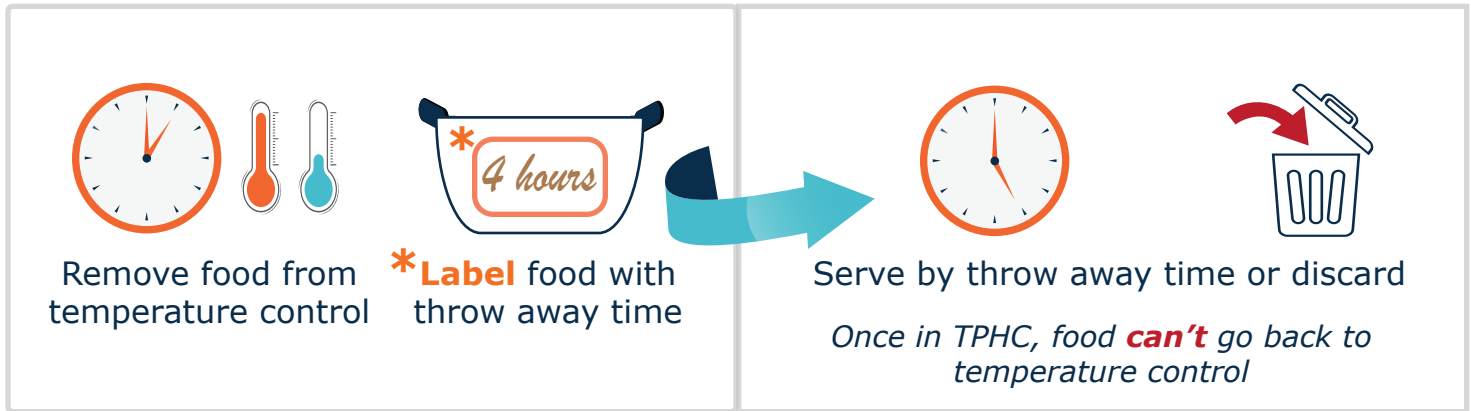 4 hours
Remove food from
temperature control
*Label food with
throw away time
Serve by throw away time or discard
Once in TPHC, food can't go back to
temperature control